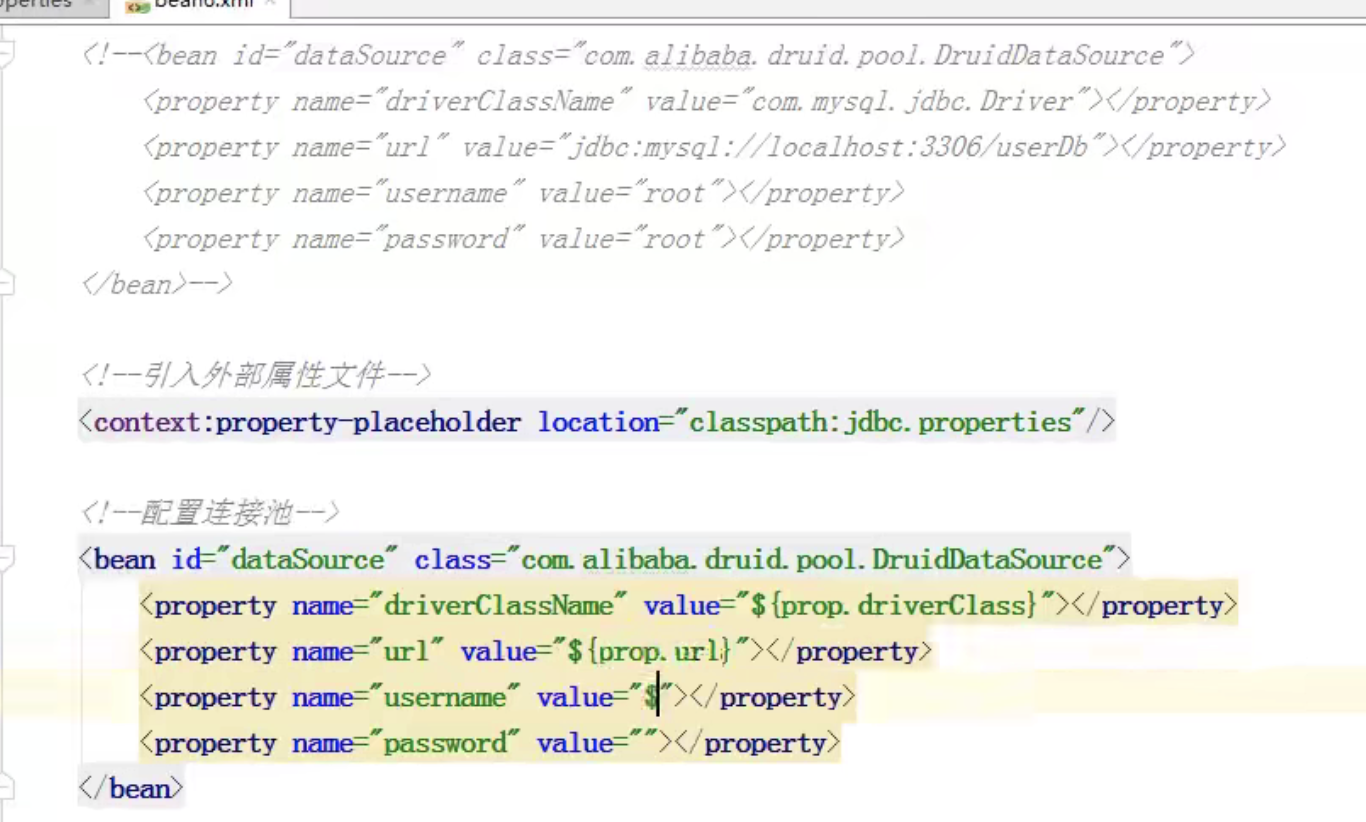 <!--<bean id="dataSource" class="com.alibaba.druid.pool.DruidDataSource">
<property name="driverClassName" value="com.mysql.jdbc.Driver"></property>
<property name="url" value="jdbc:mysql://localhost:3306/userDb"></property>
<property name="username" value="root"></property>
<property name="password" value="root"></property>
</bean>-->
<!--引入外部属性文件-->
<context:property-placeholder location="classpath:jdbc.properties"/>
<!--配置连接池-->
<bean id="dataSource" class="com.alibaba.druid.pool.DruidDataSource">
<property name="driverClassName" value="${prop.driverClass}"></property>
<property name="url" value="${prop.url}"></property>
<property name="username" value="$"></property>
<property name="password" value=""></property>
</bean>